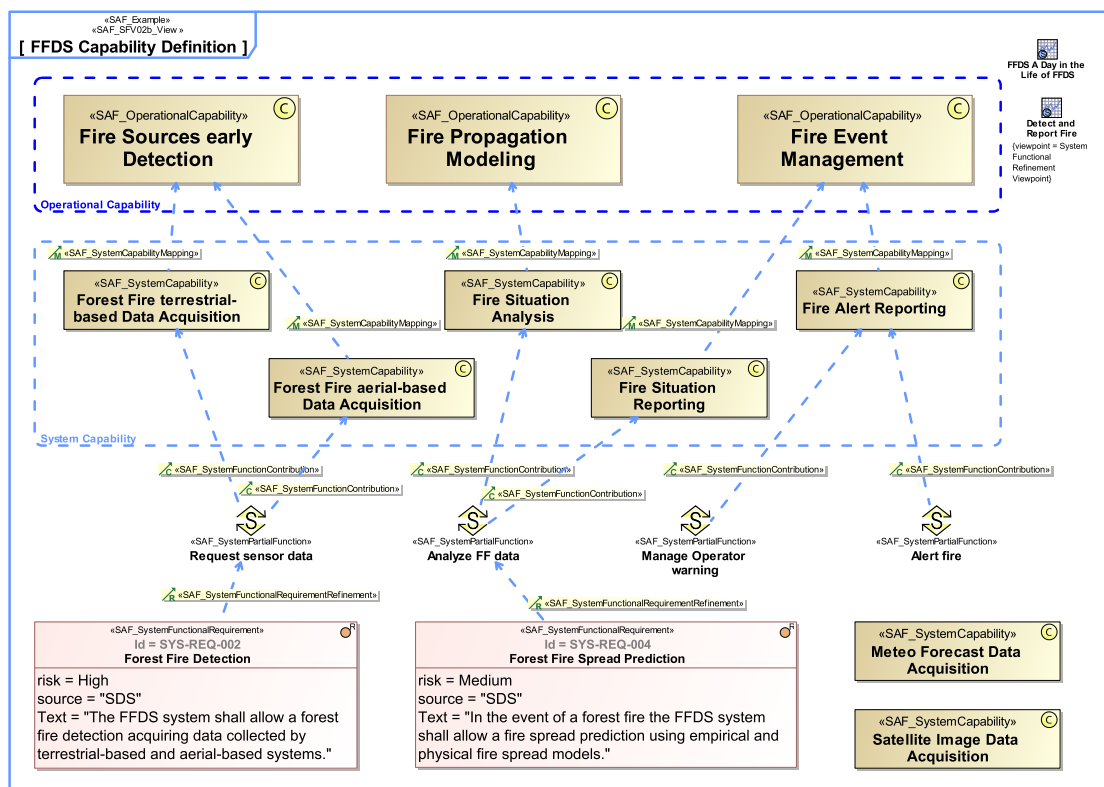 «SAF_Example»
«SAF_SFV02b_View »
[ FFDS Capability Definition ]
FFDS A Day in the
Life of FFDS
Detect and
Report Fire
{viewpoint = System
Functional
Refinement
Viewpoint}
«SAF_OperationalCapability»
Fire Sources early
Detection
C
«SAF_OperationalCapability»
Fire Propagation
Modeling
C
«SAF_OperationalCapability»
Fire Event
Management
C
Operational Capability
M «SAF_SystemCapabilityMapping»
M «SAF_SystemCapabilityMapping»
M «SAF_SystemCapabilityMapping»
«SAF_SystemCapability»
Forest Fire terrestrial-
based Data Acquisition
C
«SAF_SystemCapability»
Fire Situation
Analysis
C
«SAF_SystemCapability»
Fire Alert Reporting
C
M «SAF_SystemCapabilityMapping»
M «SAF_SystemCapabilityMapping»
«SAF_SystemCapability»
Forest Fire aerial-based
Data Acquisition
C
«SAF_SystemCapability»
Fire Situation
Reporting
C
System Capability
C «SAF_SystemFunctionContribution»
C «SAF_SystemFunctionContribution»
C «SAF_SystemFunctionContribution»
C «SAF_SystemFunctionContribution»
C «SAF_SystemFunctionContribution»
C «SAF_SystemFunctionContribution»
S
«SAF_SystemPartialFunction»
Request sensor data
S
«SAF_SystemPartialFunction»
Analyze FF data
S
«SAF_SystemPartialFunction»
Manage Operator
warning
S
«SAF_SystemPartialFunction»
Alert fire
R «SAF_SystemFunctionalRequirementRefinement»
R «SAF_SystemFunctionalRequirementRefinement»
«SAF_SystemFunctionalRequirement»
R
Id = SYS-REQ-002
Forest Fire Detection
risk = High
source = "SDS"
Text = "The FFDS system shall allow a forest
fire detection acquiring data collected by
terrestrial-based and aerial-based systems."
«SAF_SystemFunctionalRequirement»
R
Id = SYS-REQ-004
Forest Fire Spread Prediction
risk = Medium
source = "SDS"
Text = "In the event of a forest fire the FFDS system
shall allow a fire spread prediction using empirical and
physical fire spread models."
«SAF_SystemCapability»
Meteo Forecast Data
Acquisition
C
«SAF_SystemCapability»
Satellite Image Data
Acquisition
C